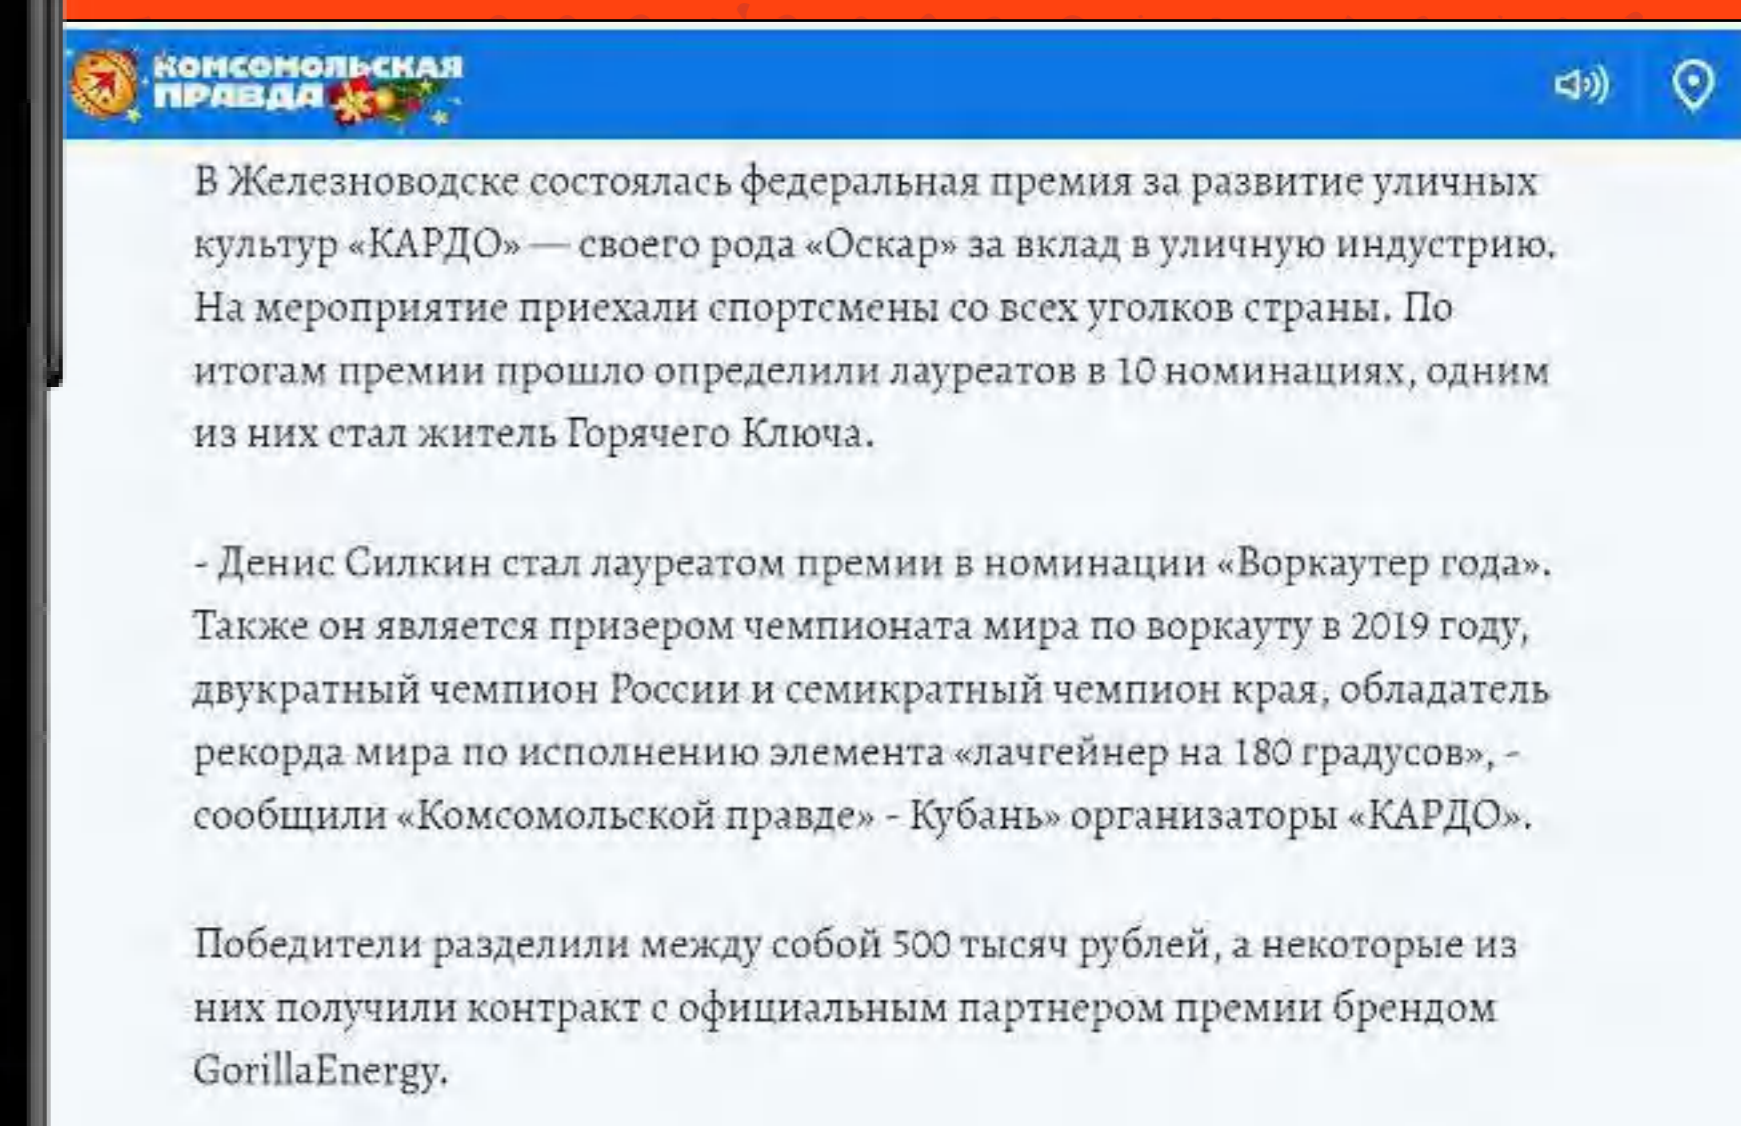 КОМСОМОЛЬСКАЯ
ПРАВДА
В Железноводске состоялась федеральная премия за развитие уличных
культур «КАРДО» — своего рода «Оскар» за вклад в уличную индустрию.
На мероприятие приехали спортсмены со всех уголков страны. По
итогам премии прошло определили лауреатов в 10 номинациях, одним
из них стал житель Горячего Ключа.
- Денис Силкин стал лауреатом премии в номинации «Воркаутер года».
Также он является призером чемпионата мира по воркауту в 2019 году,
двукратный чемпион России и семикратный чемпион края, обладатель
рекорда мира по исполнению элемента «лачгейнер на 180 градусов», -
сообщили «Комсомольской правде» - Кубань» организаторы «КАРДО».
Победители разделили между собой 500 тысяч рублей, а некоторые из
них получили контракт с официальным партнером премии брендом
GorillaEnergy.